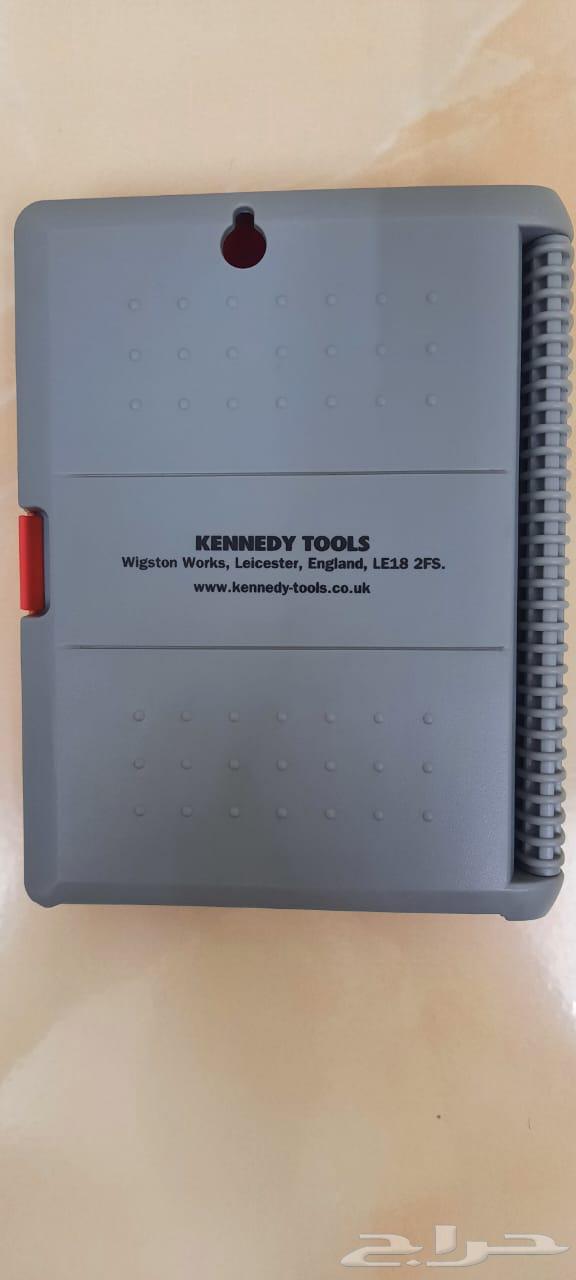 KENNEDY TOOLS
Wigston Works, Leicester, England, LE18 2FS.
www.kennedy-tools.co.uk
حراج